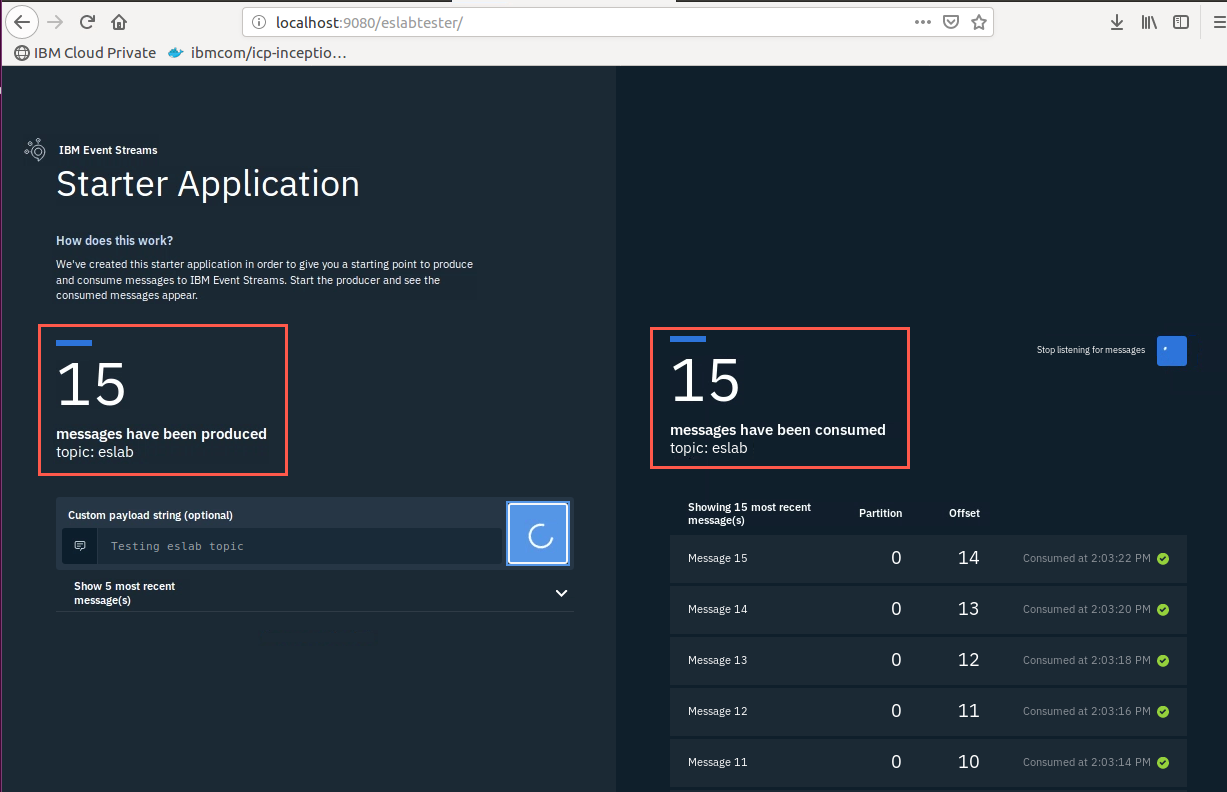 localhost:9080/eslabtester/
IBM Cloud Private
ibmcom/icp-inceptio…
IBM Event Streams
Starter Application
How does this work?
We've created this starter application in order to give you a starting point to produce
and consume messages to IBM Event Streams. Start the producer and see the
consumed messages appear.
15
messages have been produced
topic: eslab
Custom payload string (optional)
Testing eslab topic
Show 5 most recent
message(s)
15
messages have been consumed
topic: eslab
Stop listening for messages
Showing 15 most recent
message(s)
Partition
Offset
Message 15 0 14 Consumed at 2:03:22 PM
Message 14 0 13 Consumed at 2:03:20 PM
Message 13 0 12 Consumed at 2:03:18 PM
Message 12 0 11 Consumed at 2:03:16 PM
Message 11 0 10 Consumed at 2:03:14 PM